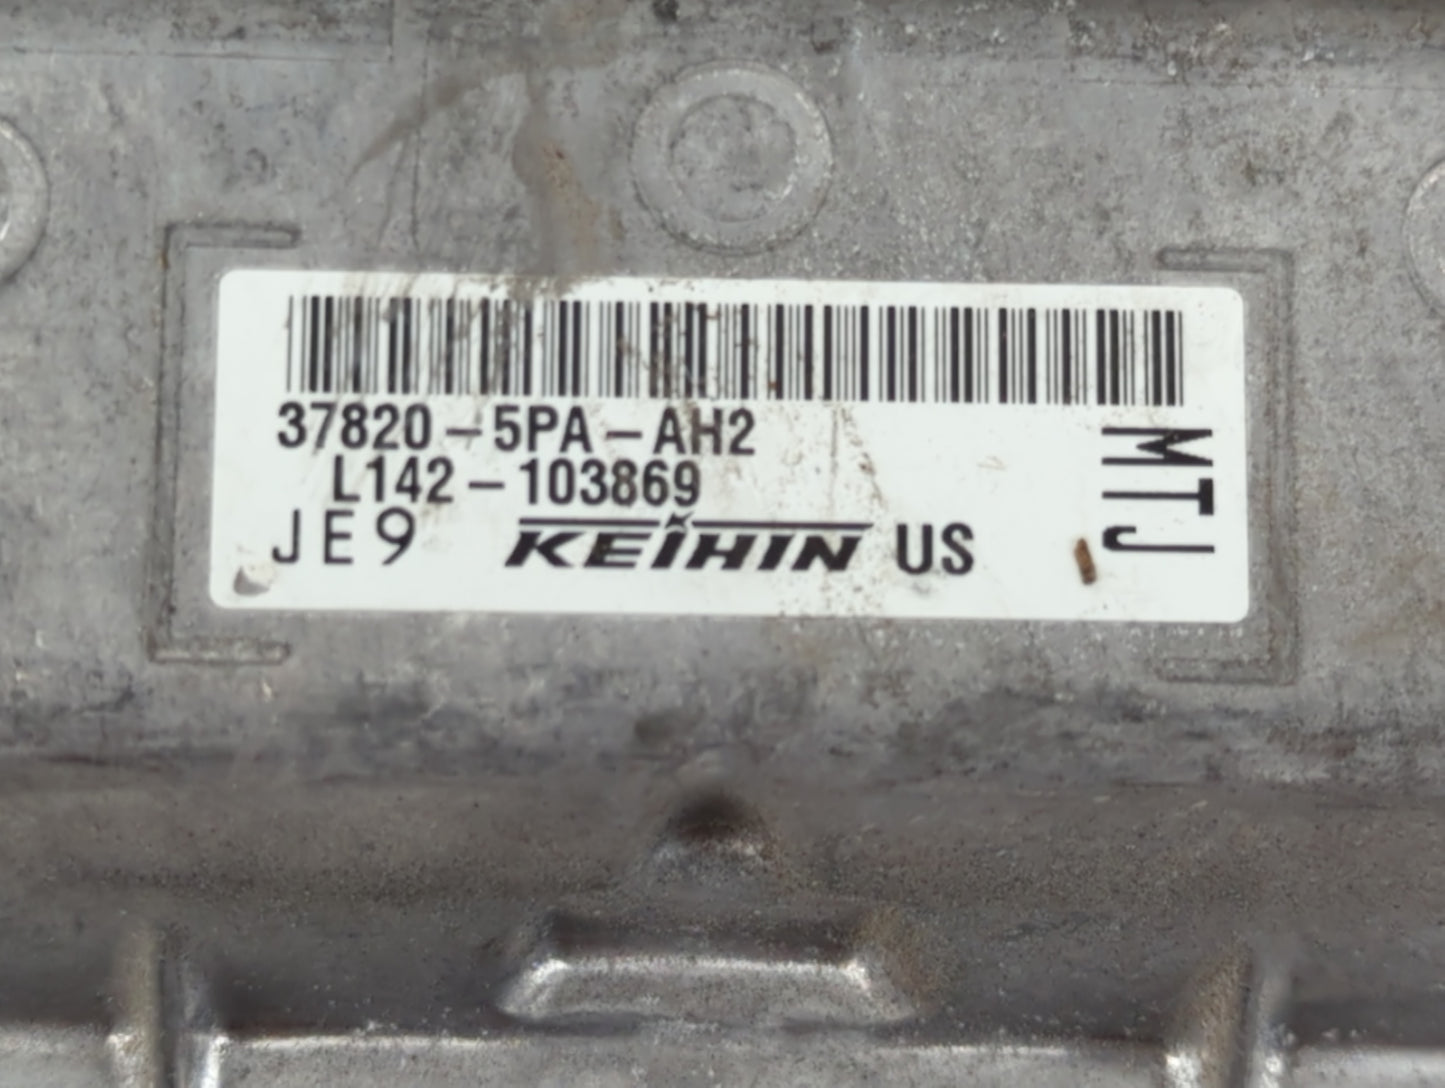 37820-5PA-AH2
L142-103869
JE9 KEIHIN US
MTJ